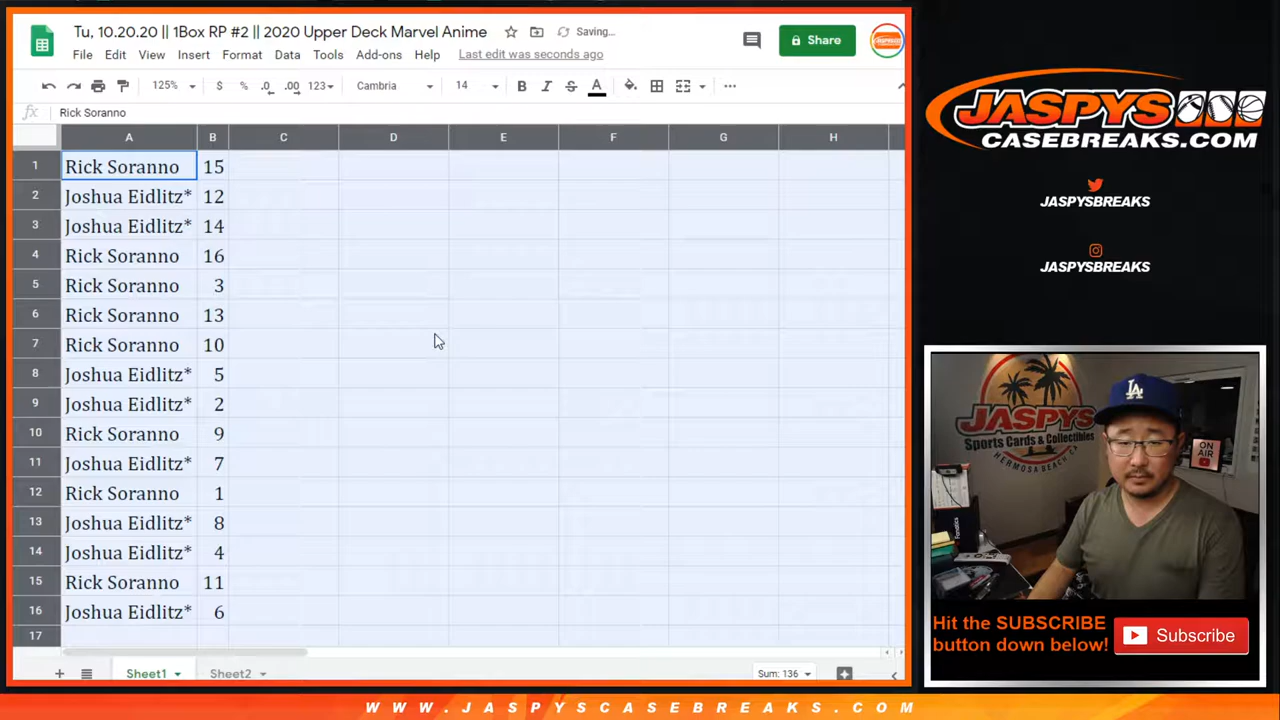 Tu, 10.20.20 || 1Box RP #2 || 2020 Upper Deck Marvel Anime
Saving...
Share
File Edit View Insert Format Data Tools Add-ons Help Last edit was seconds ago
125% $ % .0 .00 123 Cambria 14 B I S A
fx Rick Soranno
A B C D E F G H
1 Rick Soranno 15
2 Joshua Eidlitz* 12
3 Joshua Eidlitz* 14
4 Rick Soranno 16
5 Rick Soranno 3
6 Rick Soranno 13
7 Rick Soranno 10
8 Joshua Eidlitz* 5
9 Joshua Eidlitz* 2
10 Rick Soranno 9
11 Joshua Eidlitz* 7
12 Rick Soranno 1
13 Joshua Eidlitz* 8
14 Joshua Eidlitz* 4
15 Rick Soranno 11
16 Joshua Eidlitz* 6
17
Sheet1 Sheet2 Sum: 136
JASPYS
CASEBREAKS.COM
JASPYSBREAKS
JASPYSBREAKS
JASPYS
Sports Cards & Collectibles
HERMOSA BEACH CA
ON
AIR
Fanatics
LA
Hit the SUBSCRIBE
button down below!
Subscribe
WWW.JASPYSCASEBREAKS.COM